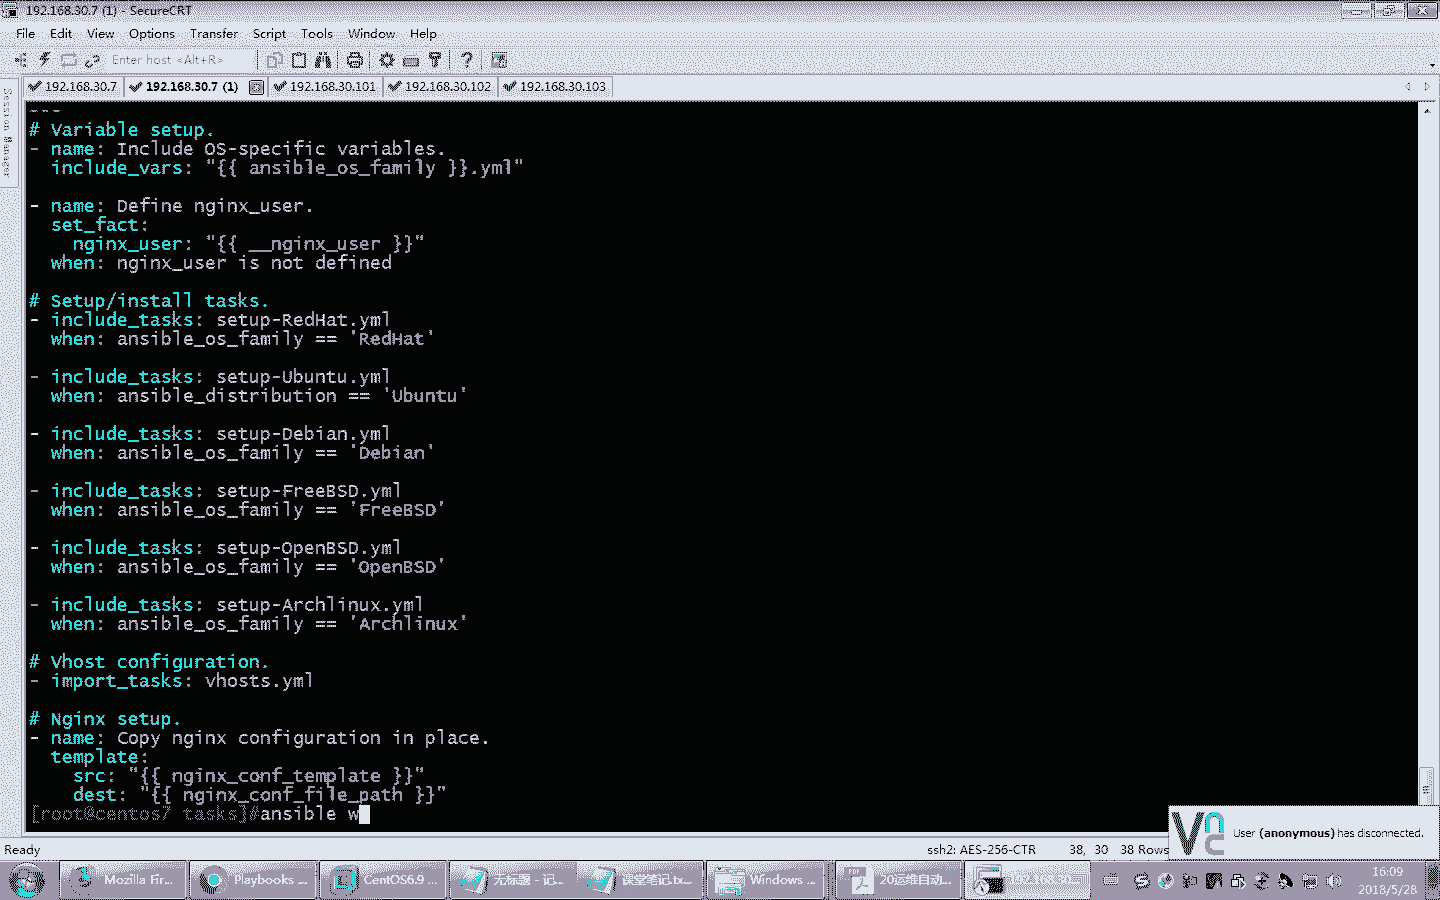 192.168.30.7 (1) - SecureCRT
File Edit View Options Transfer Script Tools Window Help
Enter host <Alt+R>
192.168.30.7 192.168.30.7 (1) 192.168.30.101 192.168.30.102 192.168.30.103
Session Manager
# Variable setup.
- name: Include OS-specific variables.
  include_vars: "{{ ansible_os_family }}.yml"
- name: Define nginx_user.
  set_fact:
    nginx_user: "{{ __nginx_user }}"
  when: nginx_user is not defined
# Setup/install tasks.
- include_tasks: setup-RedHat.yml
  when: ansible_os_family == 'RedHat'
- include_tasks: setup-Ubuntu.yml
  when: ansible_distribution == 'Ubuntu'
- include_tasks: setup-Debian.yml
  when: ansible_os_family == 'Debian'
- include_tasks: setup-FreeBSD.yml
  when: ansible_os_family == 'FreeBSD'
- include_tasks: setup-OpenBSD.yml
  when: ansible_os_family == 'OpenBSD'
- include_tasks: setup-Archlinux.yml
  when: ansible_os_family == 'Archlinux'
# Vhost configuration.
- import_tasks: vhosts.yml
# Nginx setup.
- name: Copy nginx configuration in place.
  template:
    src: "{{ nginx_conf_template }}"
    dest: "{{ nginx_conf_file_path }}"
[root@centos7 tasks]#ansible w
User (anonymous) has disconnected.
Ready ssh2: AES-256-CTR 38, 30 38 Rows
Mozilla Fir... Playbooks ... CentOS6.9 ... 无标题 - 记... 课堂笔记.tx... Windows ... 20运维自动... 192.168.30... 16:09
2018/5/28